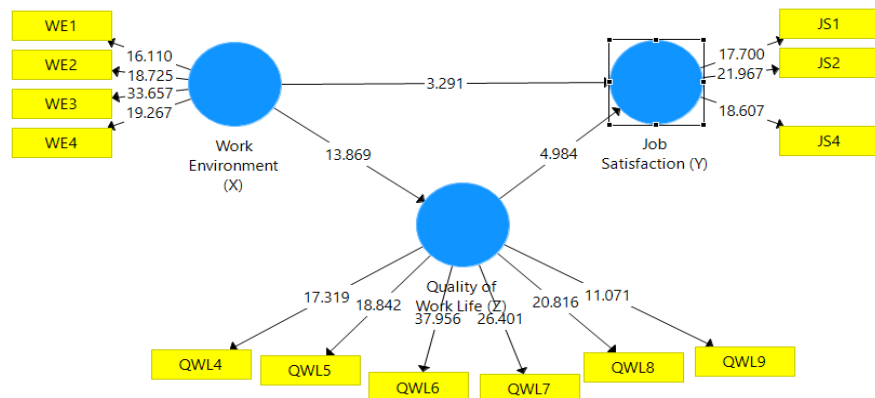 WE1
WE2
WE3
WE4
16.110
18.725
33.657
19.267
Work
Environment
(X)
3.291
13.869
4.984
JS1
JS2
JS4
17.700
21.967
18.607
Job
Satisfaction (Y)
Quality of
Work Life (Z)
17.319
18.842
37.956
26.401
20.816
11.071
QWL4
QWL5
QWL6
QWL7
QWL8
QWL9